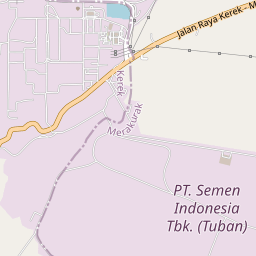 Jalan Raya Kerek - M
Kerek
Merakurak
PT. Semen
Indonesia
Tbk. (Tuban)